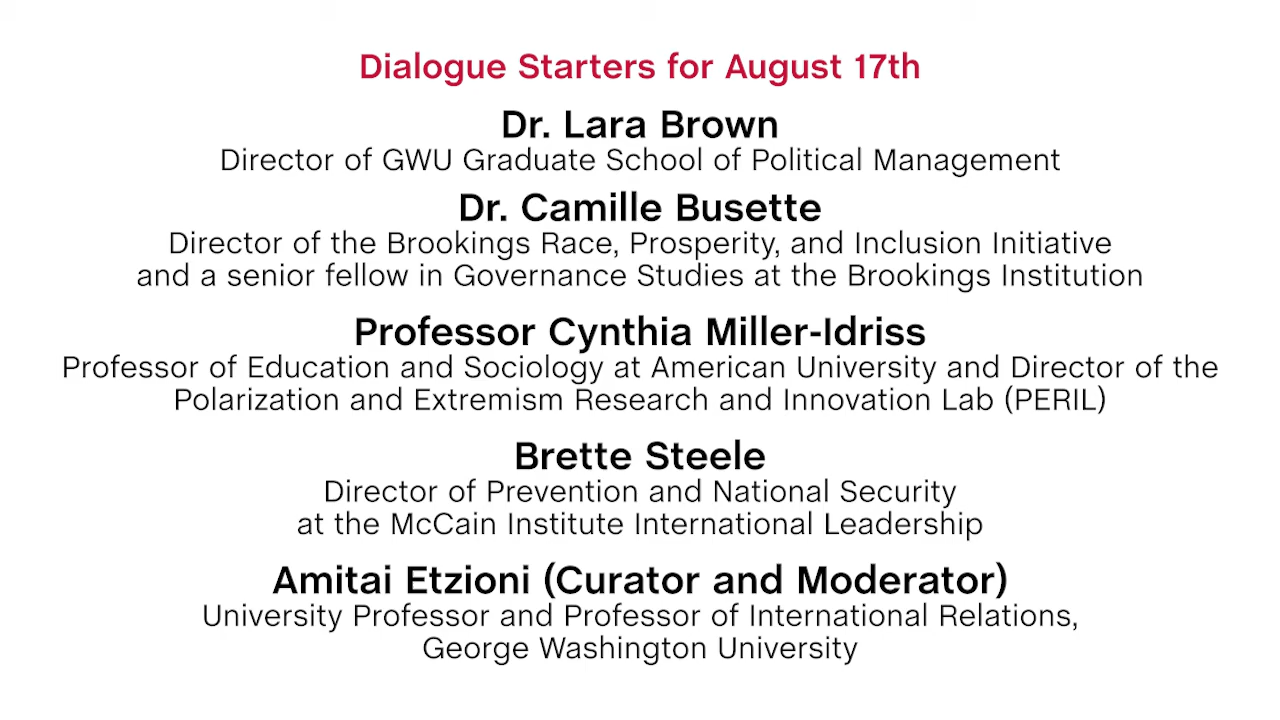 Dialogue Starters for August 17th
Dr. Lara Brown
Director of GWU Graduate School of Political Management
Dr. Camille Busette
Director of the Brookings Race, Prosperity, and Inclusion Initiative
and a senior fellow in Governance Studies at the Brookings Institution
Professor Cynthia Miller-Idriss
Professor of Education and Sociology at American University and Director of the
Polarization and Extremism Research and Innovation Lab (PERIL)
Brette Steele
Director of Prevention and National Security
at the McCain Institute International Leadership
Amitai Etzioni (Curator and Moderator)
University Professor and Professor of International Relations,
George Washington University